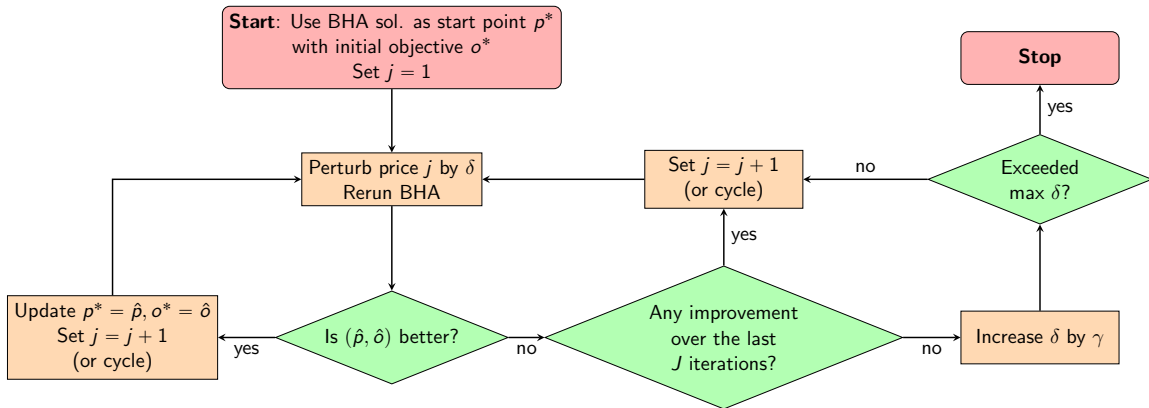 Start: Use BHA sol. as start point p*
with initial objective o*
Set j = 1
Stop
yes
Perturb price j by δ
Rerun BHA
Set j = j + 1
(or cycle)
no
Exceeded
max δ?
yes
Update p* = p̂, o* = ô
Set j = j + 1
(or cycle)
yes
Is (p̂, ô) better?
no
Any improvement
over the last
J iterations?
no
Increase δ by γ